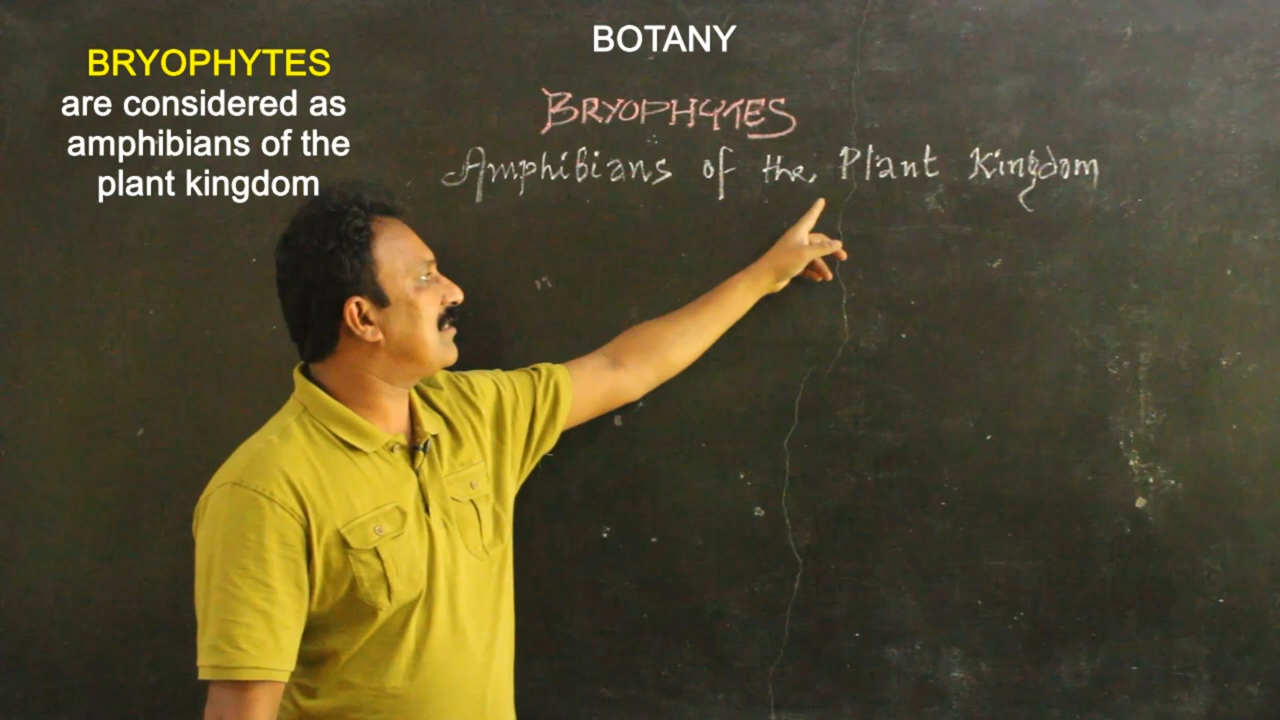 BOTANY
BRYOPHYTES
are considered as
amphibians of the
plant kingdom
BRYOPHYTES
Amphibians of the Plant Kingdom